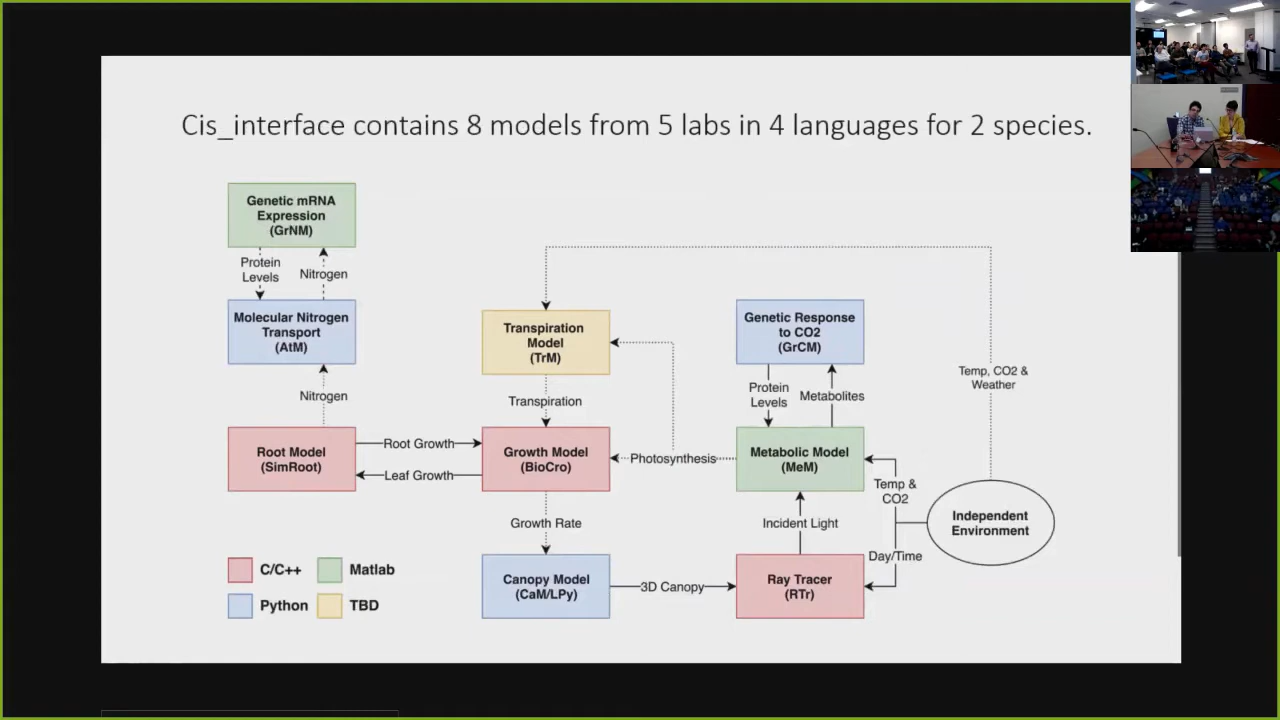 Cis_interface contains 8 models from 5 labs in 4 languages for 2 species.
Genetic mRNA
Expression
(GrNM)
Protein
Levels
Nitrogen
Molecular Nitrogen
Transport
(AtM)
Transpiration
Model
(TrM)
Genetic Response
to CO2
(GrCM)
Temp, CO2 &
Weather
Nitrogen
Transpiration
Protein
Levels
Metabolites
Root Model
(SimRoot)
Root Growth
Leaf Growth
Growth Model
(BioCro)
Photosynthesis
Metabolic Model
(MeM)
Temp &
CO2
Independent
Environment
Growth Rate
Incident Light
Day/Time
Canopy Model
(CaM/LPy)
3D Canopy
Ray Tracer
(RTr)
C/C++
Matlab
Python
TBD